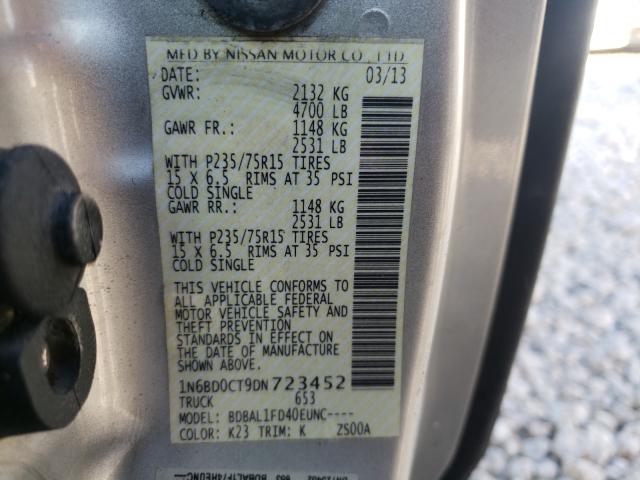 MFD BY NISSAN MOTOR CO., LTD
DATE: 03/13
GVWR: 2132 KG
4700 LB
GAWR FR.: 1148 KG
2531 LB
WITH P235/75R15 TIRES
15 X 6.5 RIMS AT 35 PSI
COLD SINGLE
GAWR RR.: 1148 KG
2531 LB
WITH P235/75R15 TIRES
15 X 6.5 RIMS AT 35 PSI
COLD SINGLE
THIS VEHICLE CONFORMS TO
ALL APPLICABLE FEDERAL
MOTOR VEHICLE SAFETY AND
THEFT PREVENTION
STANDARDS IN EFFECT ON
THE DATE OF MANUFACTURE
SHOWN ABOVE.
1N6BD0CT9DN723452
TRUCK 653
MODEL: BDBAL1FD40EUNC----
COLOR: K23 TRIM: K ZS00A